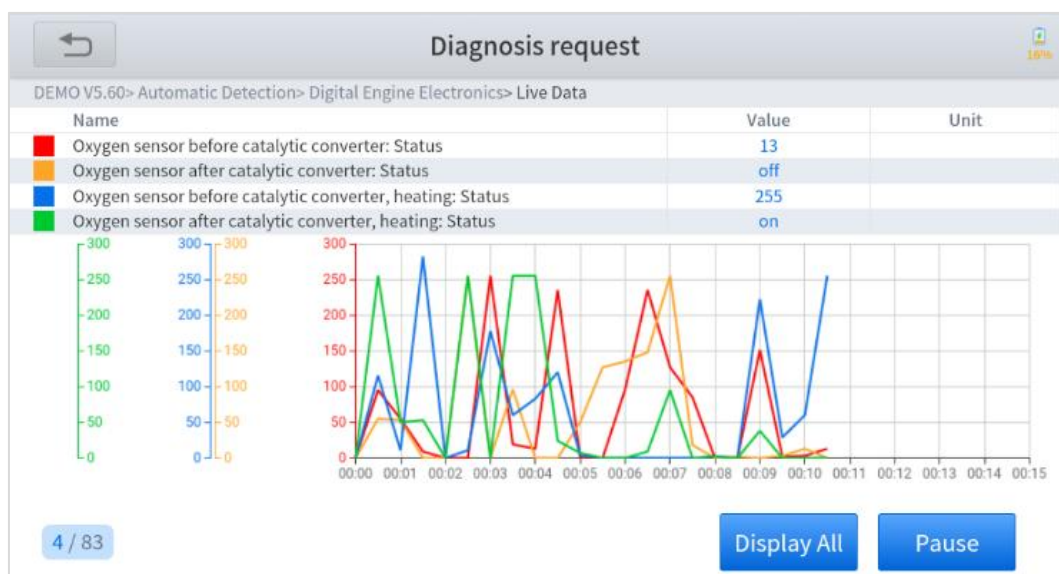 Diagnosis request
16%
DEMO V5.60> Automatic Detection> Digital Engine Electronics> Live Data
Name Value Unit
Oxygen sensor before catalytic converter: Status 13
Oxygen sensor after catalytic converter: Status off
Oxygen sensor before catalytic converter, heating: Status 255
Oxygen sensor after catalytic converter, heating: Status on
300 300 300 300
250 250 250 250
200 200 200 200
150 150 150 150
100 100 100 100
50 50 50 50
0 0 0 0
00:00 00:01 00:02 00:03 00:04 00:05 00:06 00:07 00:08 00:09 00:10 00:11 00:12 00:13 00:14 00:15
4 / 83 Display All Pause